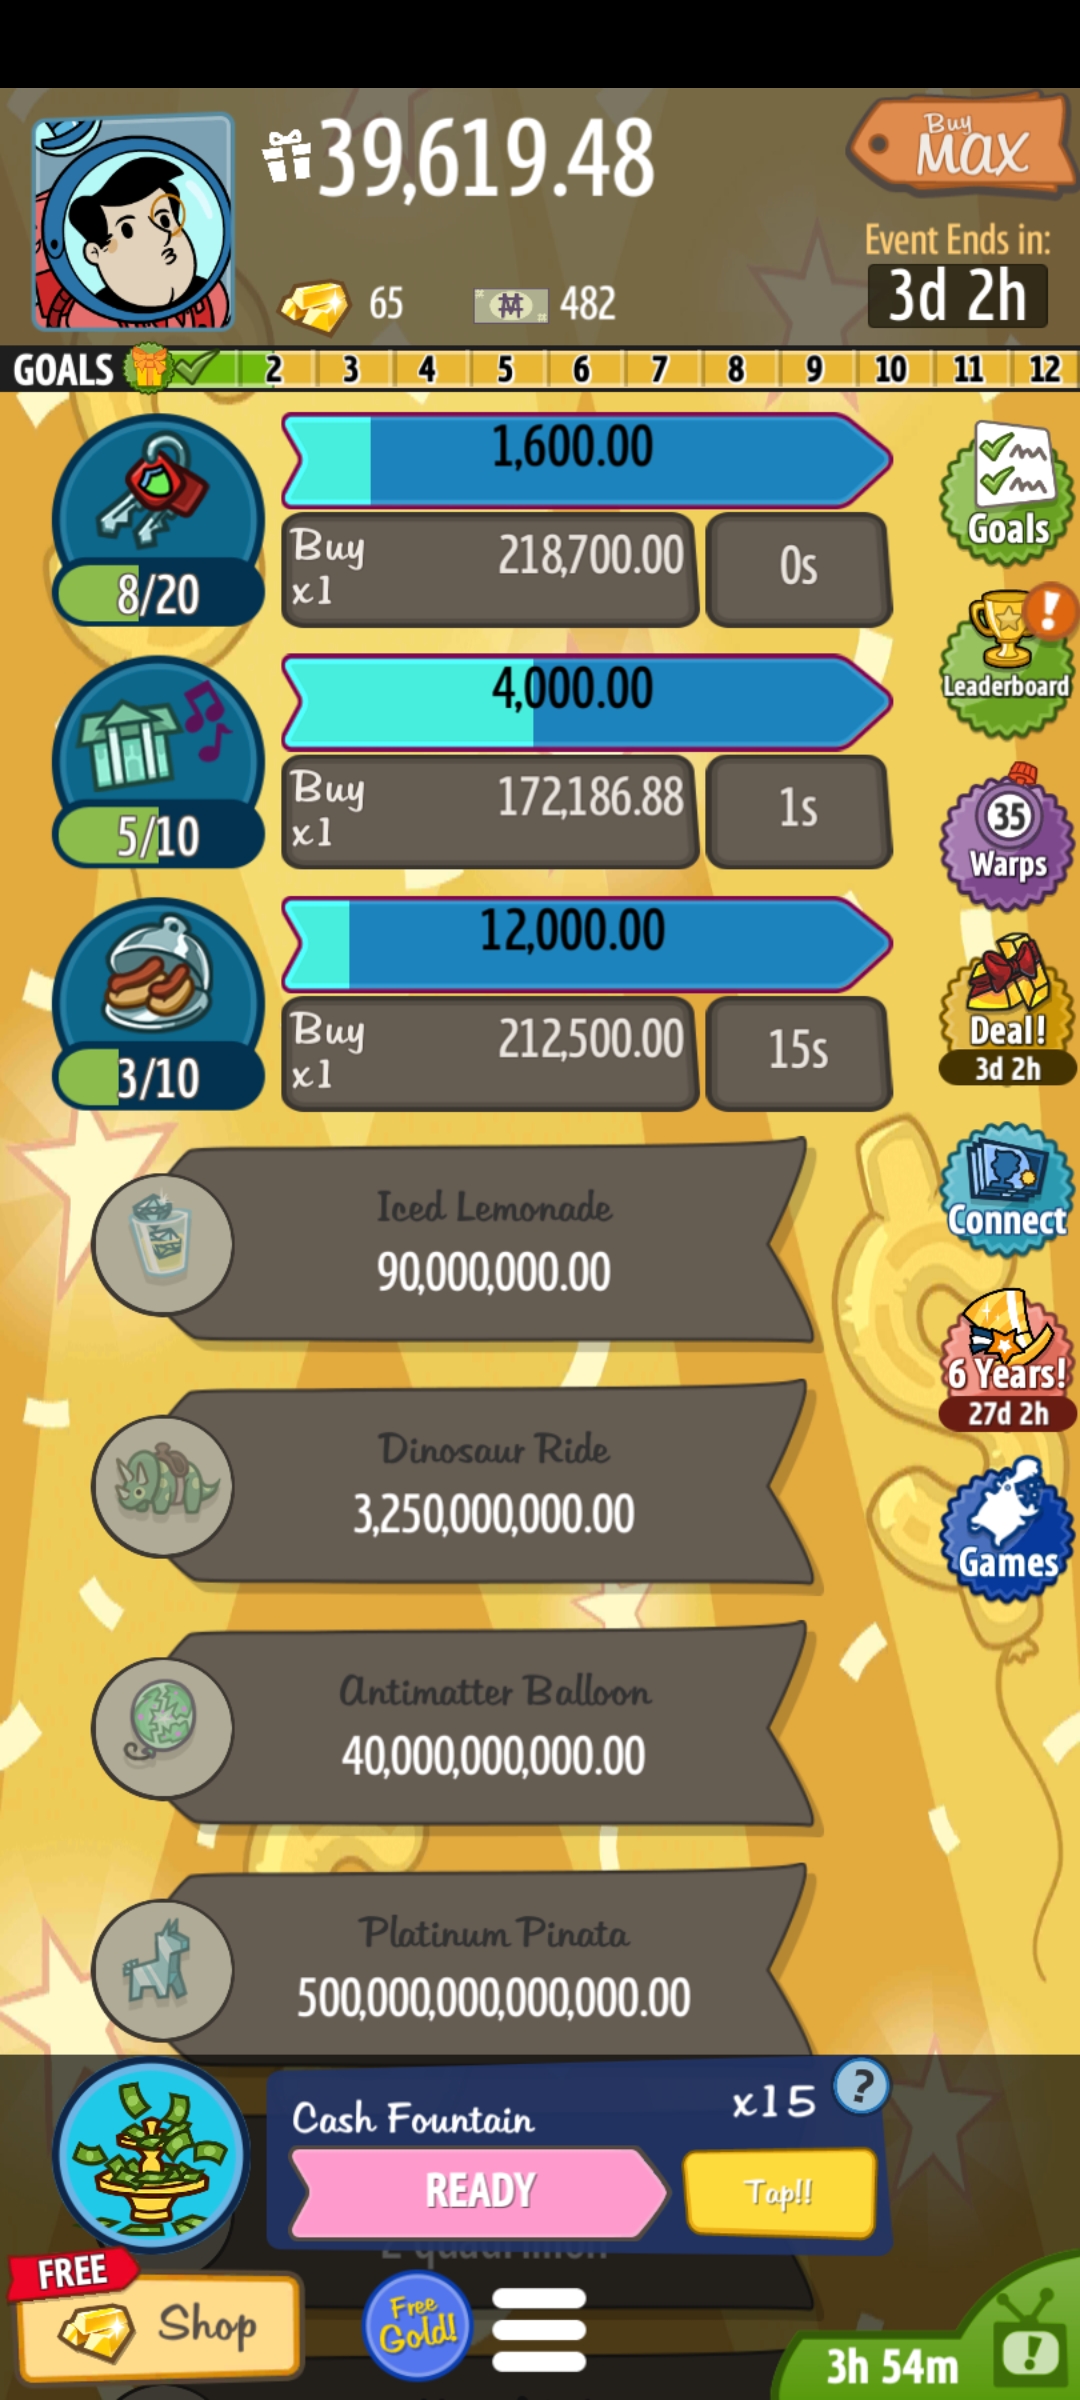 39,619.48
Buy
MAX
65
482
Event Ends in:
3d 2h
GOALS 2 3 4 5 6 7 8 9 10 11 12
1,600.00
Buy
x1
218,700.00
0s
8/20
Goals
4,000.00
Buy
x1
172,186.88
1s
5/10
Leaderboard
12,000.00
Buy
x1
212,500.00
15s
3/10
35
Warps
Deal!
3d 2h
Iced Lemonade
90,000,000.00
Connect
Dinosaur Ride
3,250,000,000.00
6 Years!
27d 2h
Games
Antimatter Balloon
40,000,000,000.00
Platinum Pinata
500,000,000,000,000.00
Cash Fountain
x15
?
READY
Tap!!
FREE
Shop
Free
Gold!
3h 54m